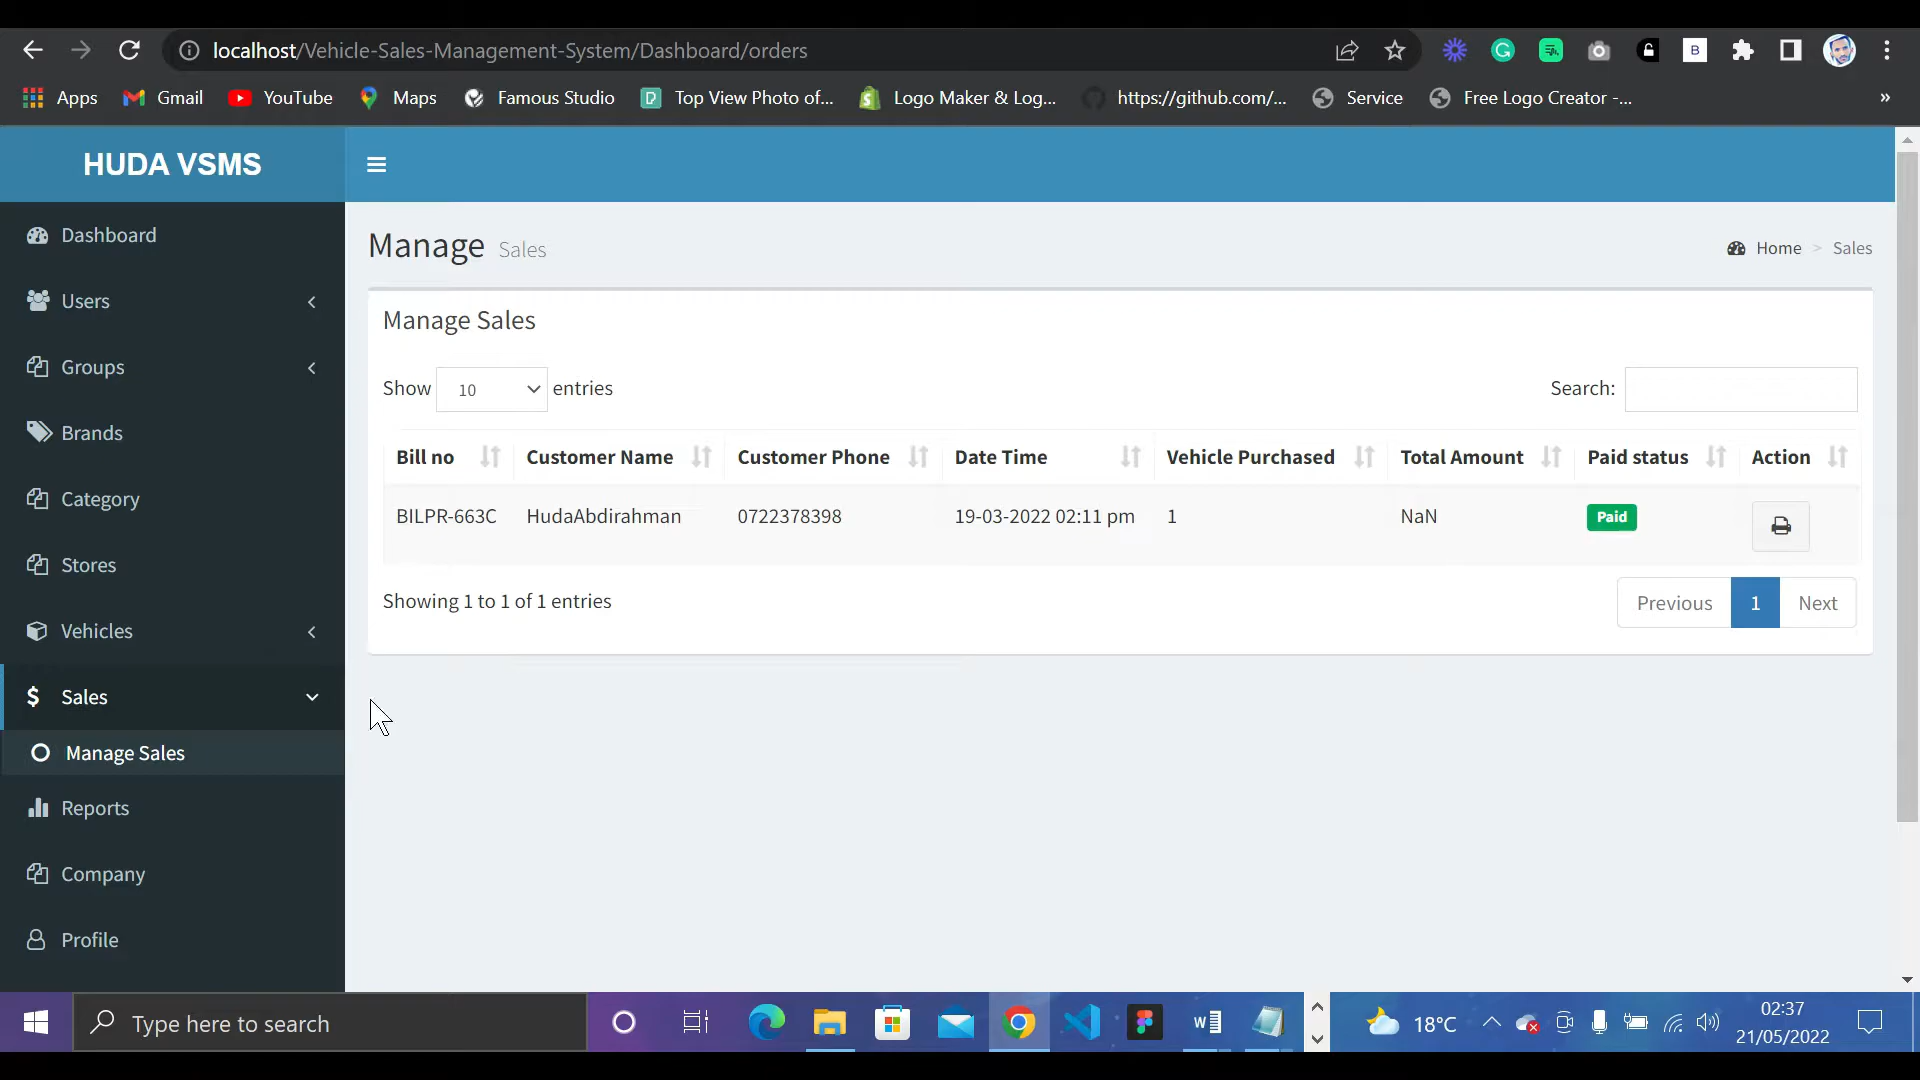 localhost/Vehicle-Sales-Management-System/Dashboard/orders
B
Apps Gmail YouTube Maps Famous Studio Top View Photo of... Logo Maker & Log... https://github.com/... Service Free Logo Creator -... »
HUDA VSMS
Dashboard
Users
Groups
Brands
Category
Stores
Vehicles
Sales
Manage Sales
Reports
Company
Profile
Manage Sales
Home > Sales
Manage Sales
Show 10 entries
Search:
Bill no Customer Name Customer Phone Date Time Vehicle Purchased Total Amount Paid status Action
BILPR-663C HudaAbdirahman 0722378398 19-03-2022 02:11 pm 1 NaN Paid
Showing 1 to 1 of 1 entries
Previous 1 Next
Type here to search
18°C
02:37
21/05/2022